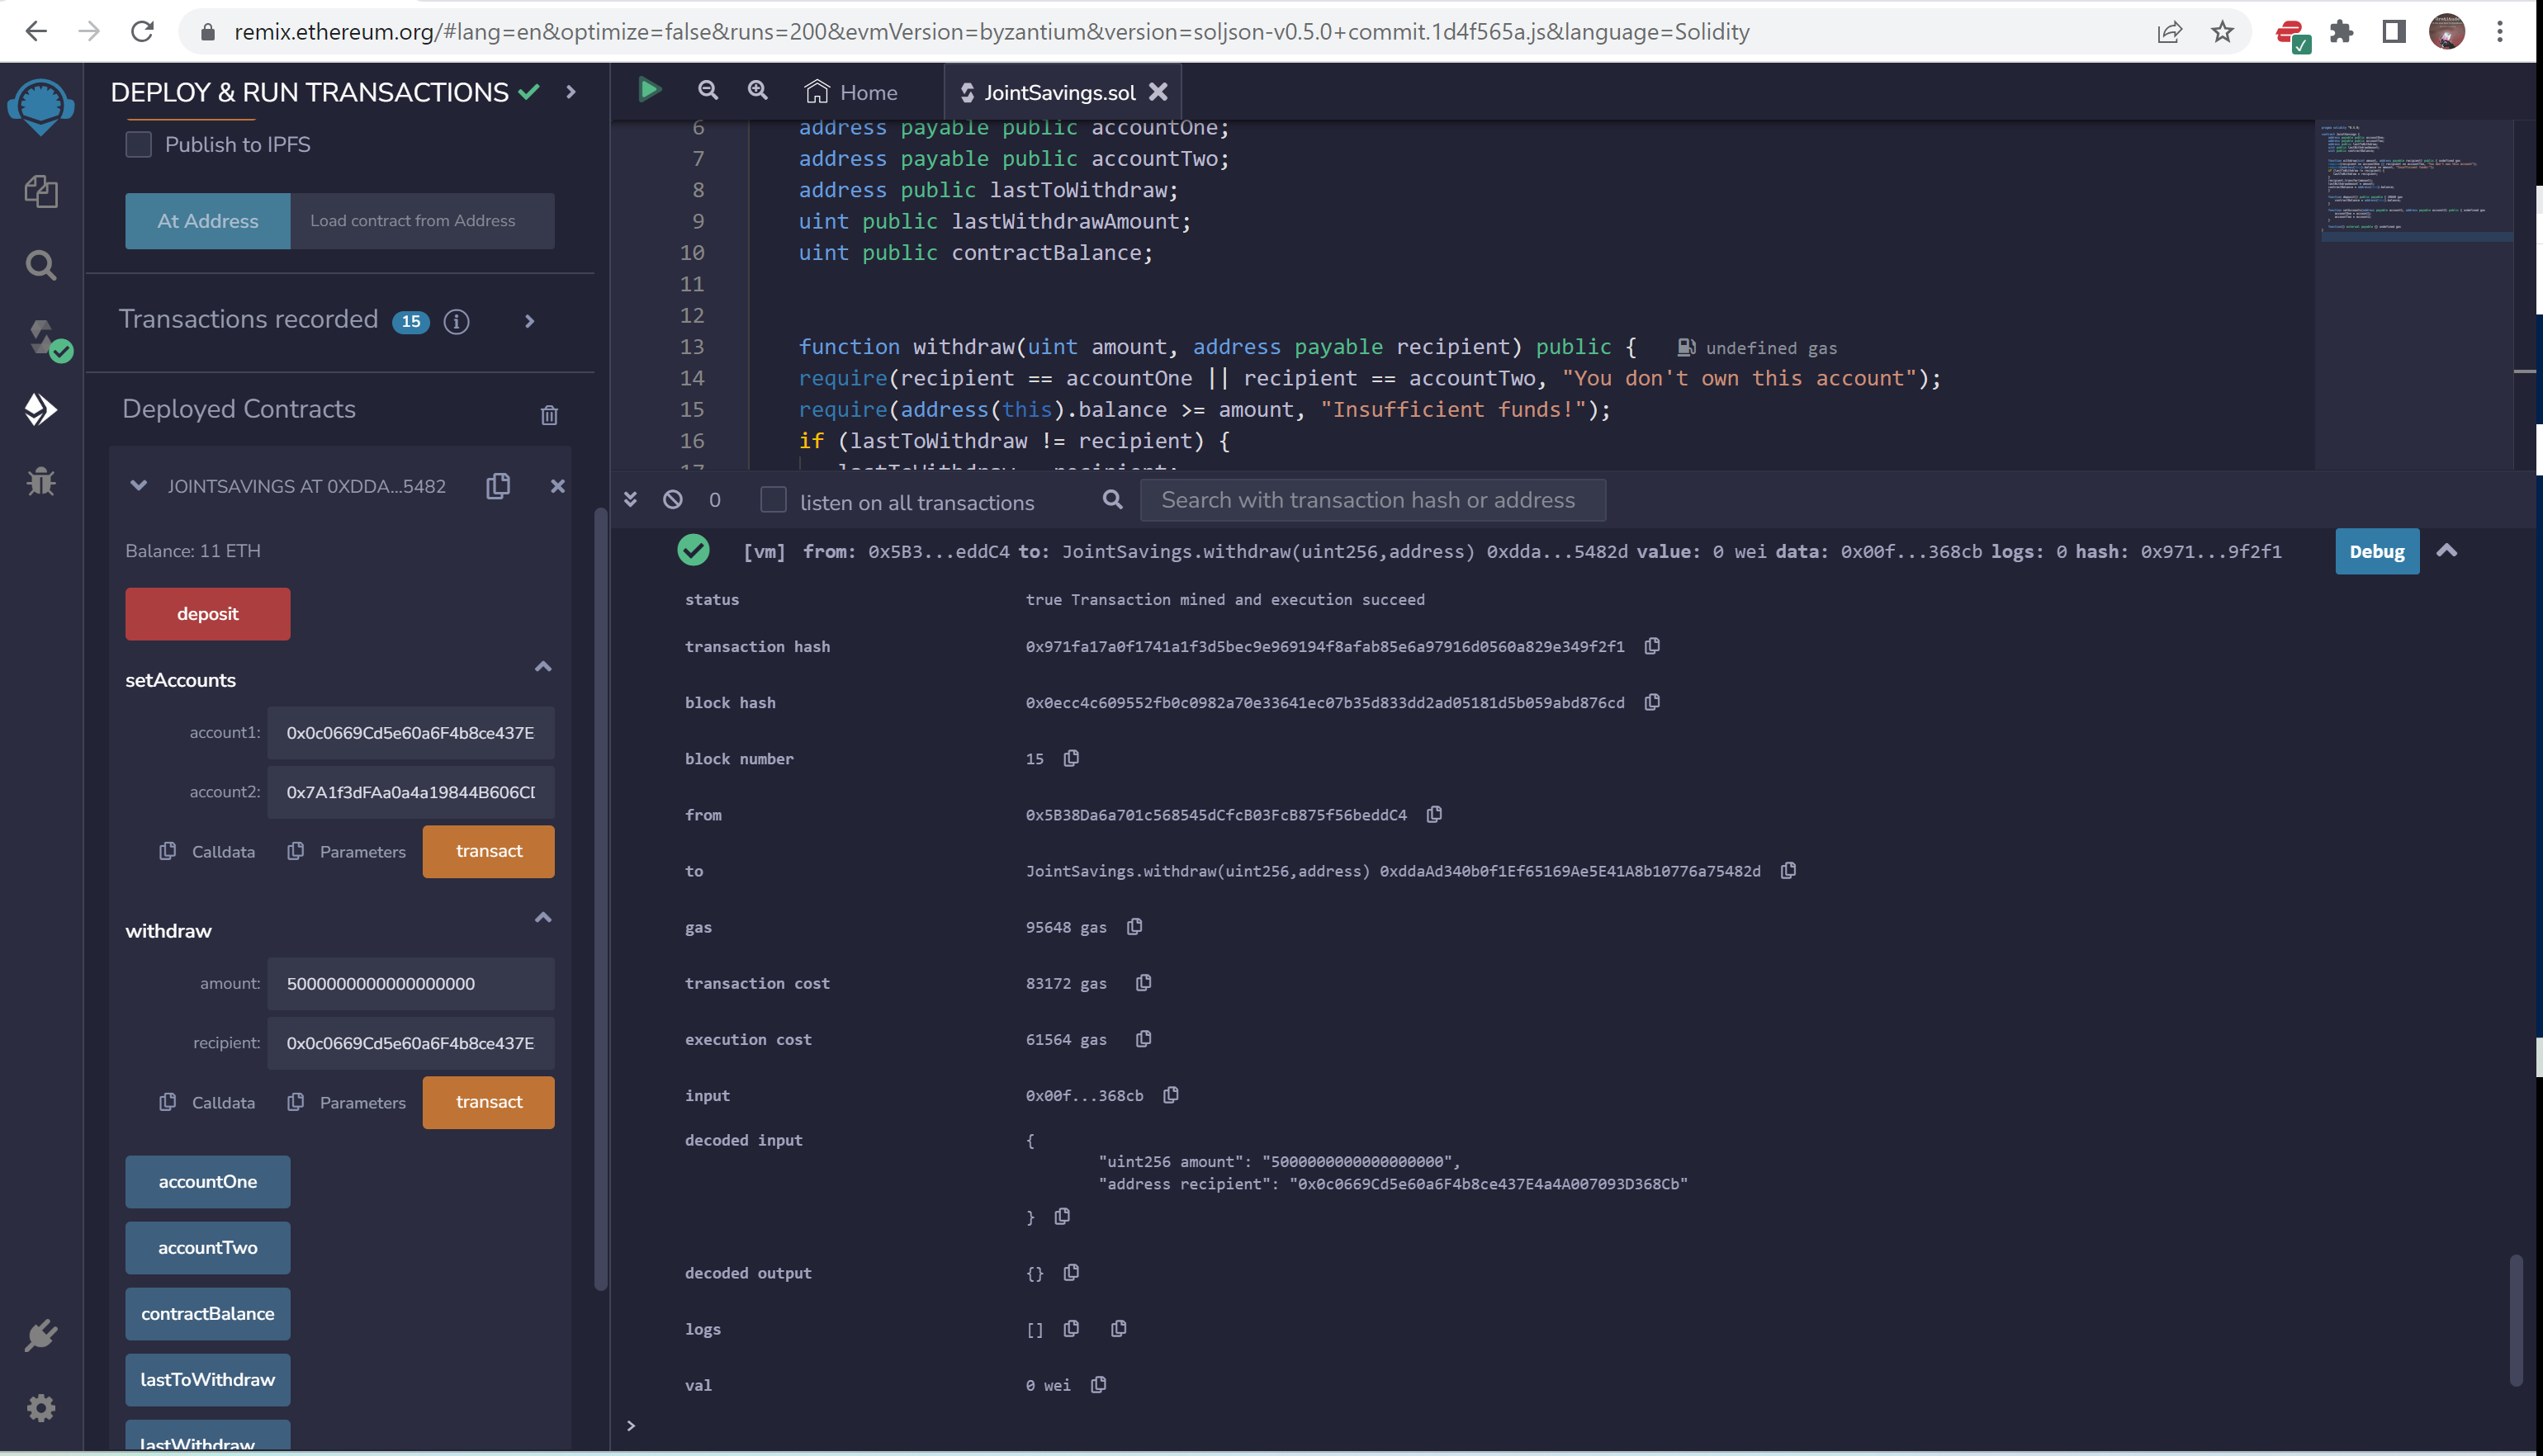 remix.ethereum.org/#lang=en&optimize=false&runs=200&evmVersion=byzantium&version=soljson-v0.5.0+commit.1d4f565a.js&language=Solidity
DEPLOY & RUN TRANSACTIONS
Publish to IPFS
At Address
Load contract from Address
Transactions recorded 15
Deployed Contracts
JOINTSAVINGS AT 0XDDA...5482
Balance: 11 ETH
deposit
setAccounts
account1: 0x0c0669Cd5e60a6F4b8ce437E
account2: 0x7A1f3dFAa0a4a19844B606CD
Calldata Parameters transact
withdraw
amount: 5000000000000000000
recipient: 0x0c0669Cd5e60a6F4b8ce437E
Calldata Parameters transact
accountOne
accountTwo
contractBalance
lastToWithdraw
lastWithdraw
Home
JointSavings.sol
6 address payable public accountOne;
7 address payable public accountTwo;
8 address public lastToWithdraw;
9 uint public lastWithdrawAmount;
10 uint public contractBalance;
11
12
13 function withdraw(uint amount, address payable recipient) public { undefined gas
14 require(recipient == accountOne || recipient == accountTwo, "You don't own this account");
15 require(address(this).balance >= amount, "Insufficient funds!");
16 if (lastToWithdraw != recipient) {
17 lastToWithdraw = recipient;
0 listen on all transactions
Search with transaction hash or address
[vm] from: 0x5B3...eddC4 to: JointSavings.withdraw(uint256,address) 0xdda...5482d value: 0 wei data: 0x00f...368cb logs: 0 hash: 0x971...9f2f1
Debug
status true Transaction mined and execution succeed
transaction hash 0x971fa17a0f1741a1f3d5bec9e969194f8afab85e6a97916d0560a829e349f2f1
block hash 0x0ecc4c609552fb0c0982a70e33641ec07b35d833dd2ad05181d5b059abd876cd
block number 15
from 0x5B38Da6a701c568545dCfcB03FcB875f56beddC4
to JointSavings.withdraw(uint256,address) 0xddaAd340b0f1Ef65169Ae5E41A8b10776a75482d
gas 95648 gas
transaction cost 83172 gas
execution cost 61564 gas
input 0x00f...368cb
decoded input {
"uint256 amount": "5000000000000000000",
"address recipient": "0x0c0669Cd5e60a6F4b8ce437E4a4A007093D368Cb"
}
decoded output {}
logs []
val 0 wei
>